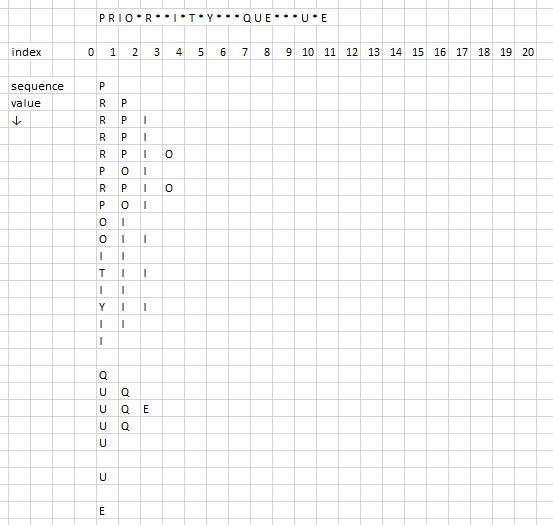 P R I O * R * * I * T * Y * * * Q U E * * * U * E
index 0 1 2 3 4 5 6 7 8 9 10 11 12 13 14 15 16 17 18 19 20
sequence P
value R P
↓ R P I
R P I
R P I O
P O I
R P I O
P O I
O I
O I I
I I
T I I
I I
Y I I
I I
I
Q
U Q
U Q E
U Q
U
U
E